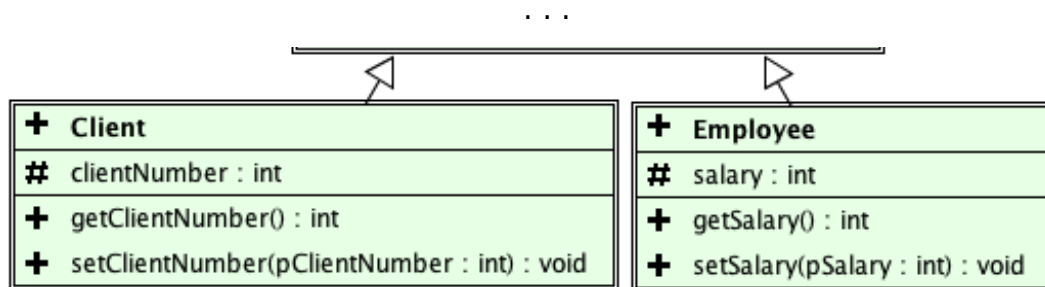 ...
+ Client
# clientNumber : int
+ getClientNumber() : int
+ setClientNumber(pClientNumber : int) : void
+ Employee
# salary : int
+ getSalary() : int
+ setSalary(pSalary : int) : void